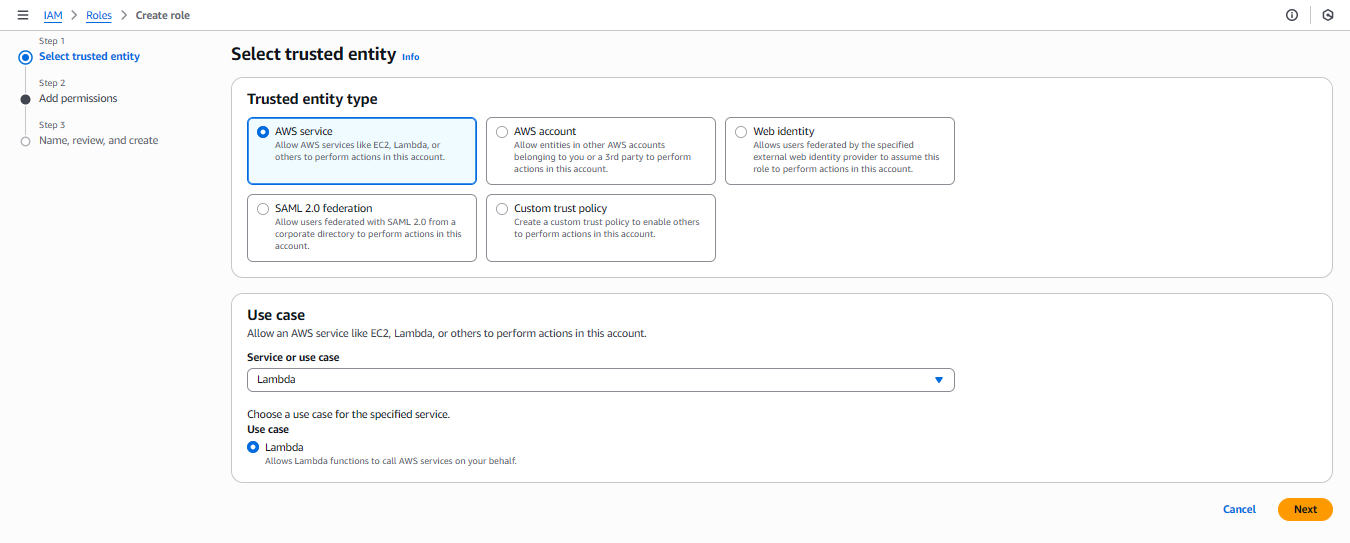 IAM > Roles > Create role
Step 1
Select trusted entity
Step 2
Add permissions
Step 3
Name, review, and create
Select trusted entity Info
Trusted entity type
AWS service
Allow AWS services like EC2, Lambda, or
others to perform actions in this account.
AWS account
Allow entities in other AWS accounts
belonging to you or a 3rd party to perform
actions in this account.
Web identity
Allows users federated by the specified
external web identity provider to assume this
role to perform actions in this account.
SAML 2.0 federation
Allow users federated with SAML 2.0 from a
corporate directory to perform actions in this
account.
Custom trust policy
Create a custom trust policy to enable others
to perform actions in this account.
Use case
Allow an AWS service like EC2, Lambda, or others to perform actions in this account.
Service or use case
Lambda
Choose a use case for the specified service.
Use case
Lambda
Allows Lambda functions to call AWS services on your behalf.
Cancel Next